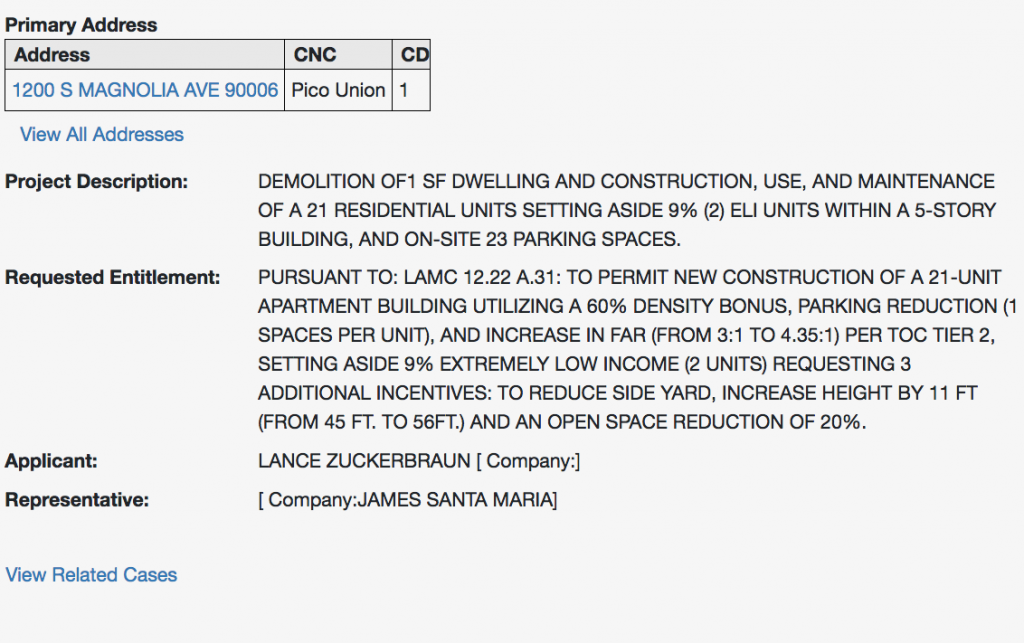 Primary Address
Address CNC CD
1200 S MAGNOLIA AVE 90006 Pico Union 1
View All Addresses
Project Description: DEMOLITION OF1 SF DWELLING AND CONSTRUCTION, USE, AND MAINTENANCE
OF A 21 RESIDENTIAL UNITS SETTING ASIDE 9% (2) ELI UNITS WITHIN A 5-STORY
BUILDING, AND ON-SITE 23 PARKING SPACES.
Requested Entitlement: PURSUANT TO: LAMC 12.22 A.31: TO PERMIT NEW CONSTRUCTION OF A 21-UNIT
APARTMENT BUILDING UTILIZING A 60% DENSITY BONUS, PARKING REDUCTION (1
SPACES PER UNIT), AND INCREASE IN FAR (FROM 3:1 TO 4.35:1) PER TOC TIER 2,
SETTING ASIDE 9% EXTREMELY LOW INCOME (2 UNITS) REQUESTING 3
ADDITIONAL INCENTIVES: TO REDUCE SIDE YARD, INCREASE HEIGHT BY 11 FT
(FROM 45 FT. TO 56FT.) AND AN OPEN SPACE REDUCTION OF 20%.
Applicant: LANCE ZUCKERBRAUN [ Company:]
Representative: [ Company:JAMES SANTA MARIA]
View Related Cases